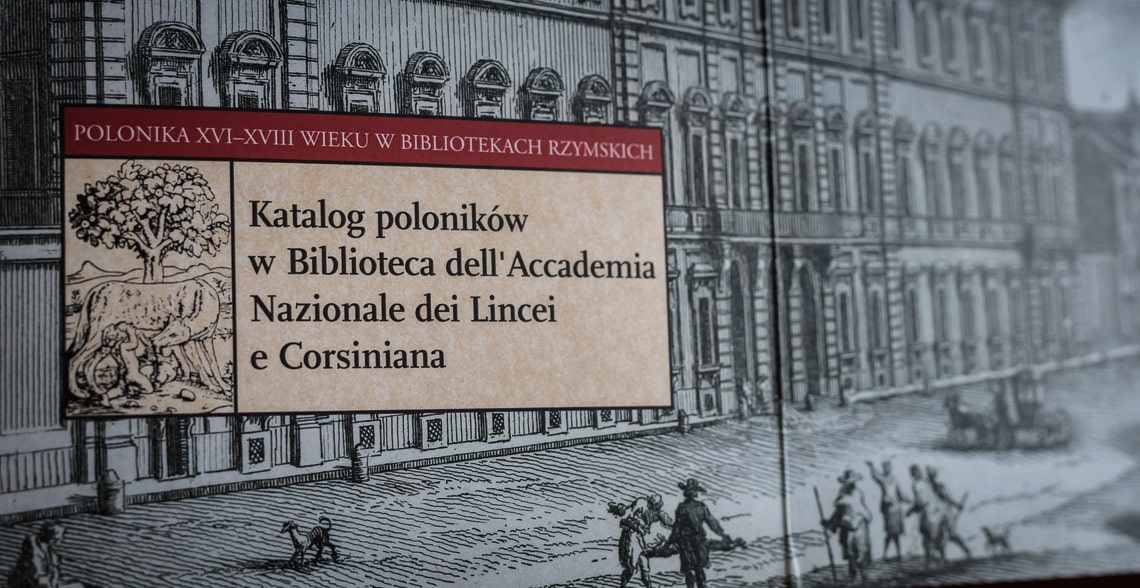 POLONIKA XVI–XVIII WIEKU W BIBLIOTEKACH RZYMSKICH
Katalog poloników
w Biblioteca dell'Accademia
Nazionale dei Lincei
e Corsiniana